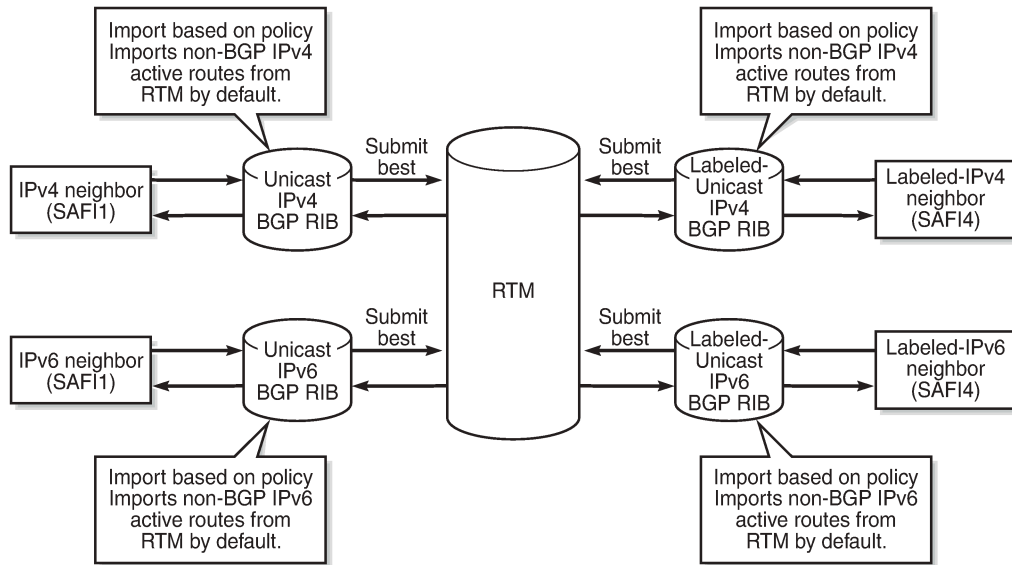 Import based on policy
Imports non-BGP IPv4
active routes from
RTM by default.
Import based on policy
Imports non-BGP IPv4
active routes from
RTM by default.
IPv4 neighbor
(SAFI1)
Unicast
IPv4
BGP RIB
Submit
best
Submit
best
Labeled-
Unicast
IPv4
BGP RIB
Labeled-IPv4
neighbor
(SAFI4)
RTM
IPv6 neighbor
(SAFI1)
Unicast
IPv6
BGP RIB
Submit
best
Submit
best
Labeled-
Unicast
IPv6
BGP RIB
Labeled-IPv6
neighbor
(SAFI4)
Import based on policy
Imports non-BGP IPv6
active routes from
RTM by default.
Import based on policy
Imports non-BGP IPv6
active routes from
RTM by default.